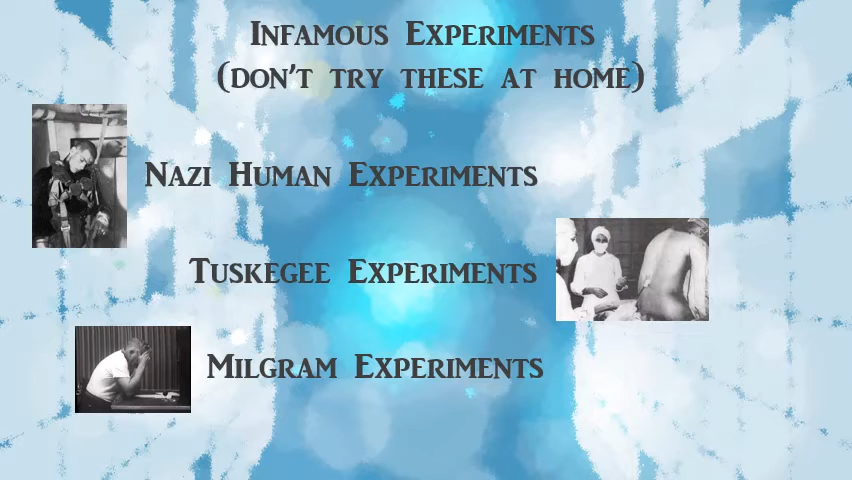 Infamous Experiments
(don't try these at home)
Nazi Human Experiments
Tuskegee Experiments
Milgram Experiments